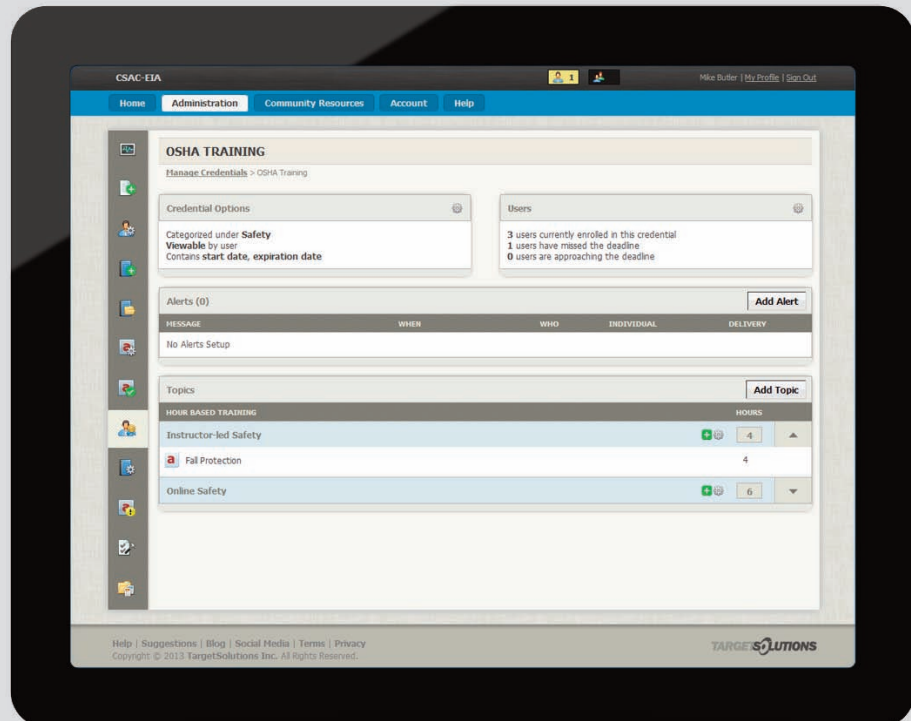 CSAC-EIA
1
Mike Butler | My Profile | Sign Out
Home Administration Community Resources Account Help
OSHA TRAINING
Manage Credentials > OSHA Training
Credential Options
Categorized under Safety
Viewable by user
Contains start date, expiration date
Users
3 users currently enrolled in this credential
1 users have missed the deadline
0 users are approaching the deadline
Alerts (0) Add Alert
MESSAGE WHEN WHO INDIVIDUAL DELIVERY
No Alerts Setup
Topics Add Topic
HOUR BASED TRAINING HOURS
Instructor-led Safety 4
a Fall Protection 4
Online Safety 6
Help | Suggestions | Blog | Social Media | Terms | Privacy
Copyright © 2013 TargetSolutions Inc. All Rights Reserved.
TARGETSOLUTIONS